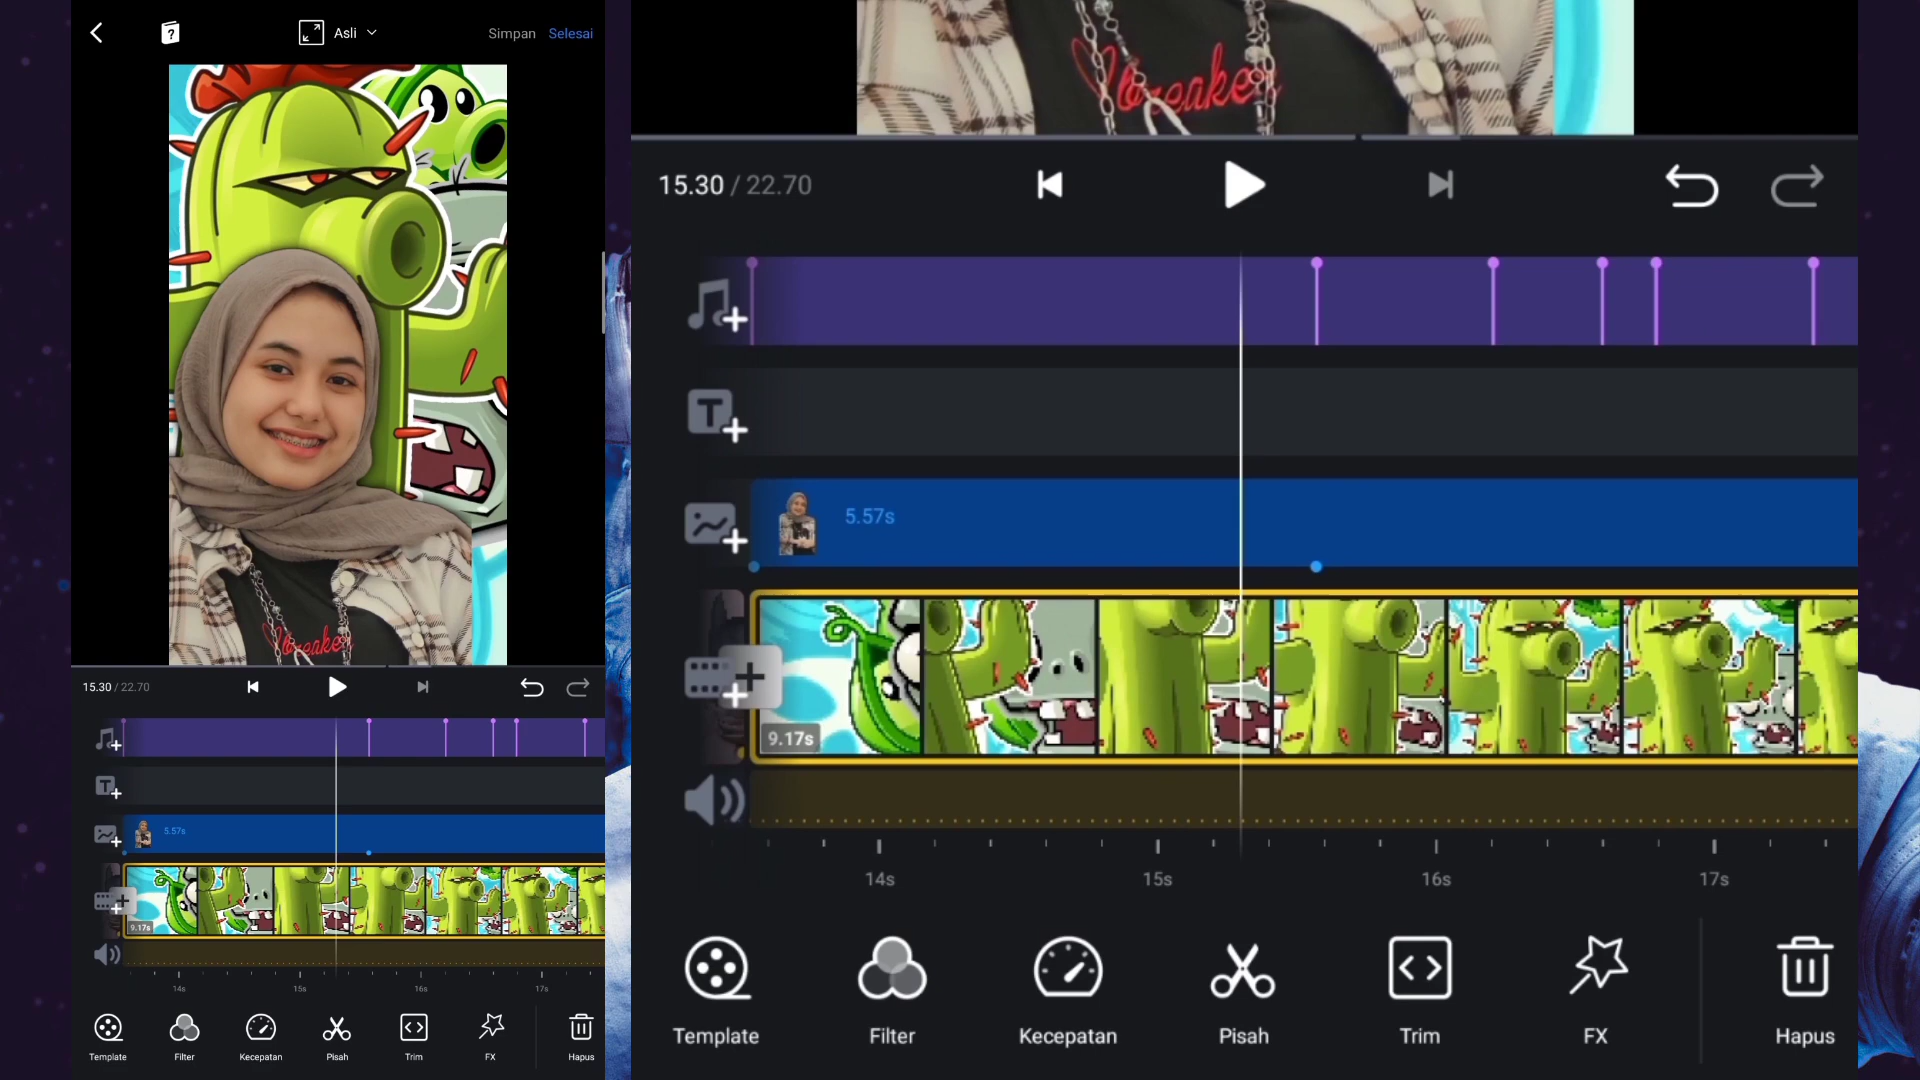 Asli
Simpan
Selesai
15.30 / 22.70
5.57s
9.17s
14s
15s
16s
17s
Template
Filter
Kecepatan
Pisah
Trim
FX
Hapus
15.30 / 22.70
5.57s
9.17s
14s
15s
16s
17s
Template
Filter
Kecepatan
Pisah
Trim
FX
Hapus